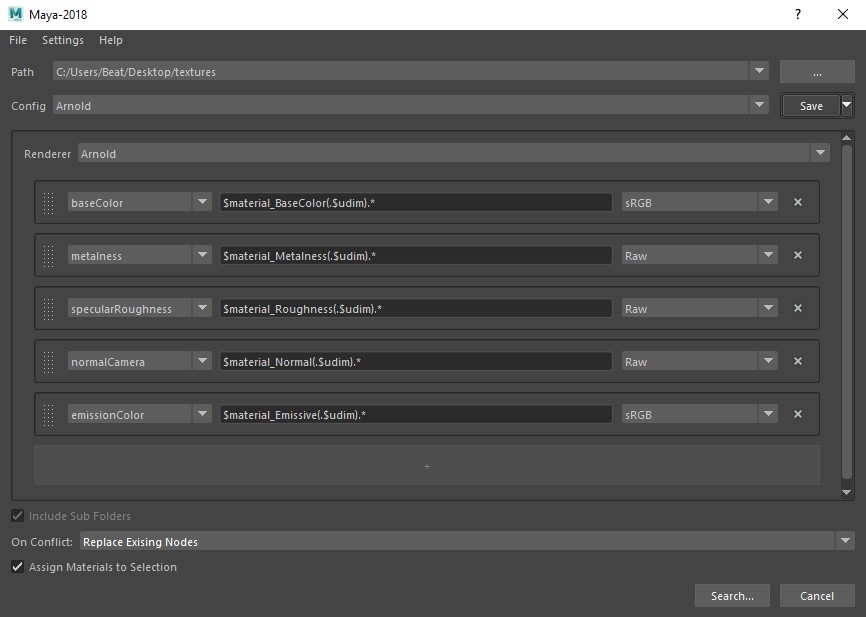 Maya-2018
?
File Settings Help
Path C:/Users/Beat/Desktop/textures ...
Config Arnold Save
Renderer Arnold
baseColor $material_BaseColor(.$udim).* sRGB
metalness $material_Metalness(.$udim).* Raw
specularRoughness $material_Roughness(.$udim).* Raw
normalCamera $material_Normal(.$udim).* Raw
emissionColor $material_Emissive(.$udim).* sRGB
+
Include Sub Folders
On Conflict: Replace Exising Nodes
Assign Materials to Selection
Search... Cancel